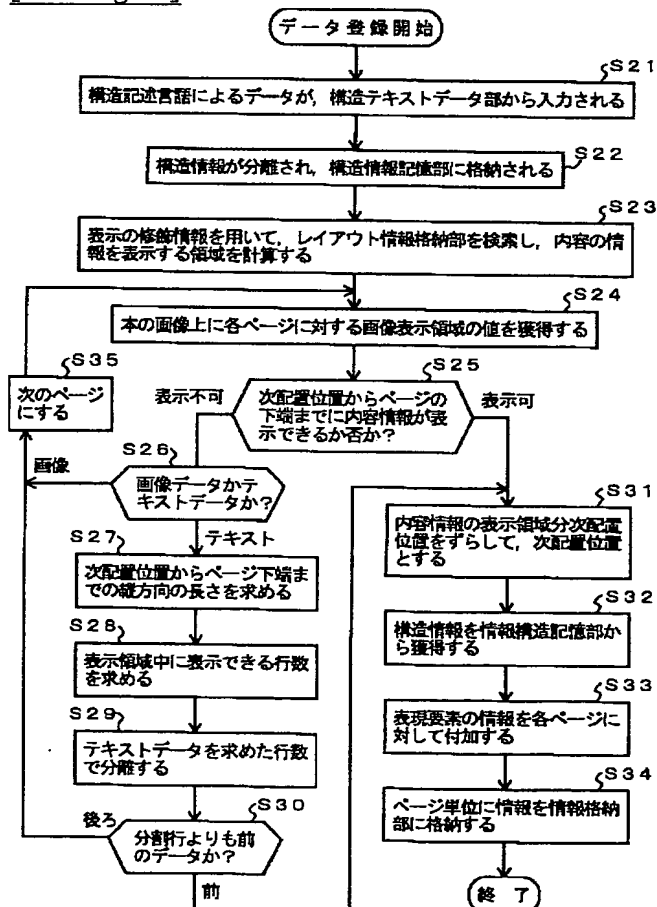 データ登録開始
S21
構造記述言語によるデータが，構造テキストデータ部から入力される
S22
構造情報が分離され，構造情報記憶部に格納される
S23
表示の修飾情報を用いて，レイアウト情報格納部を検索し，内容の情
報を表示する領域を計算する
S24
本の画像上に各ページに対する画像表示領域の値を獲得する
S35
次のページ
にする
S25
表示不可
次配置位置からページの
下端までに内容情報が表
示できるか否か？
表示可
画像
S26
画像データかテ
キストデータか？
テキスト
S27
次配置位置からページ下端ま
での縦方向の長さを求める
S28
表示領域中に表示できる行数
を求める
S29
テキストデータを求めた行数
で分離する
S30
後ろ
分割行よりも前
のデータか？
前
S31
内容情報の表示領域分次配置
位置をずらして，次配置位置
とする
S32
構造情報を情報構造記憶部か
ら獲得する
S33
表現要素の情報を各ページに
対して付加する
S34
ページ単位に情報を情報格納
部に格納する
終了